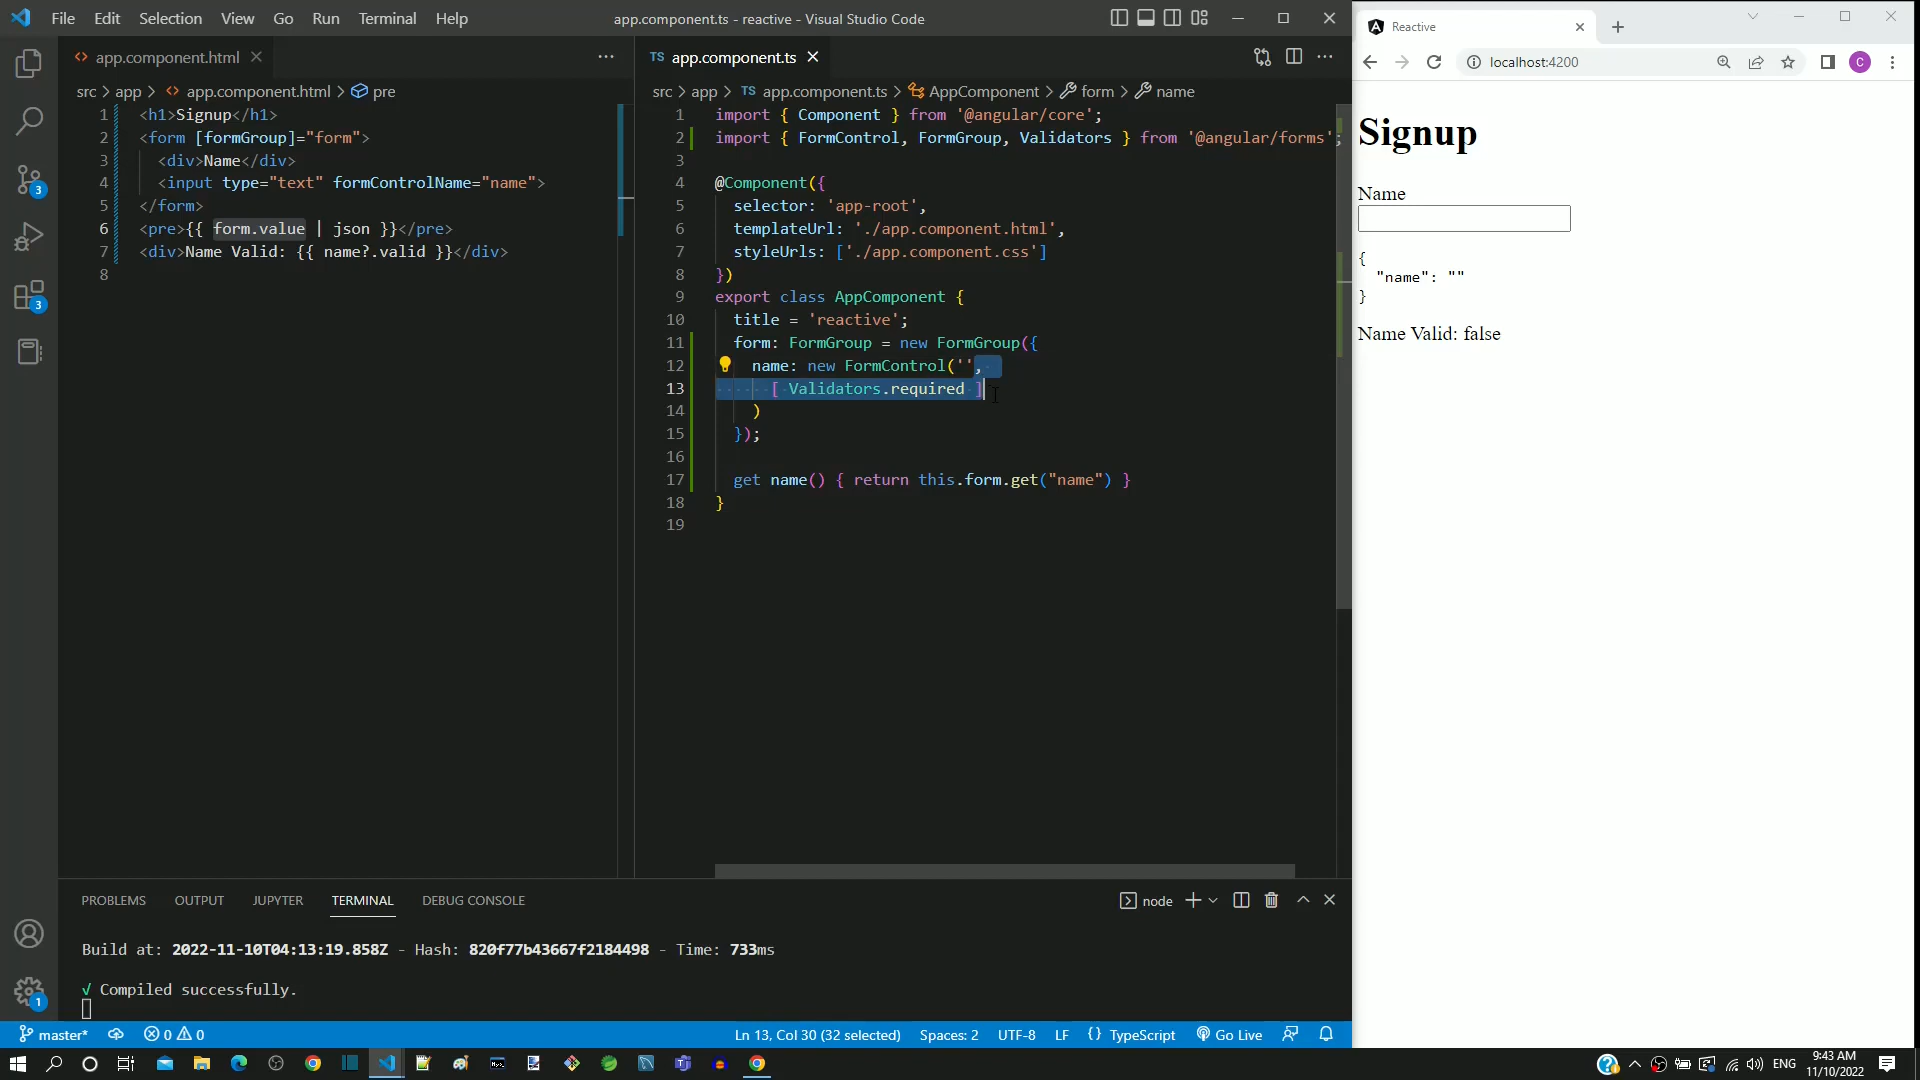 File Edit Selection View Go Run Terminal Help
app.component.ts - reactive - Visual Studio Code
app.component.html
src > app > app.component.html > pre
1 <h1>Signup</h1>
2 <form [formGroup]="form">
3 <div>Name</div>
4 <input type="text" formControlName="name">
5 </form>
6 <pre>{{ form.value | json }}</pre>
7 <div>Name Valid: {{ name?.valid }}</div>
8
TS app.component.ts
src > app > TS app.component.ts > AppComponent > form > name
1 import { Component } from '@angular/core';
2 import { FormControl, FormGroup, Validators } from '@angular/forms';
3
4 @Component({
5 selector: 'app-root',
6 templateUrl: './app.component.html',
7 styleUrls: ['./app.component.css']
8 })
9 export class AppComponent {
10 title = 'reactive';
11 form: FormGroup = new FormGroup({
12 name: new FormControl('',
13 [ Validators.required ]
14 )
15 });
16
17 get name() { return this.form.get("name") }
18 }
19
3
3
1
PROBLEMS OUTPUT JUPYTER TERMINAL DEBUG CONSOLE
node
Build at: 2022-11-10T04:13:19.858Z - Hash: 820f77b43667f2184498 - Time: 733ms
√ Compiled successfully.
master* 0 0
Ln 13, Col 30 (32 selected) Spaces: 2 UTF-8 LF {} TypeScript Go Live
Reactive
localhost:4200
C
Signup
Name
{
"name": ""
}
Name Valid: false
ENG
9:43 AM
11/10/2022